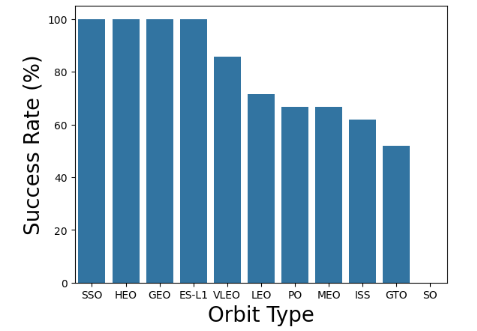 Success Rate (%)
100
80
60
40
20
0
SSO HEO GEO ES-L1 VLEO LEO PO MEO ISS GTO SO
Orbit Type